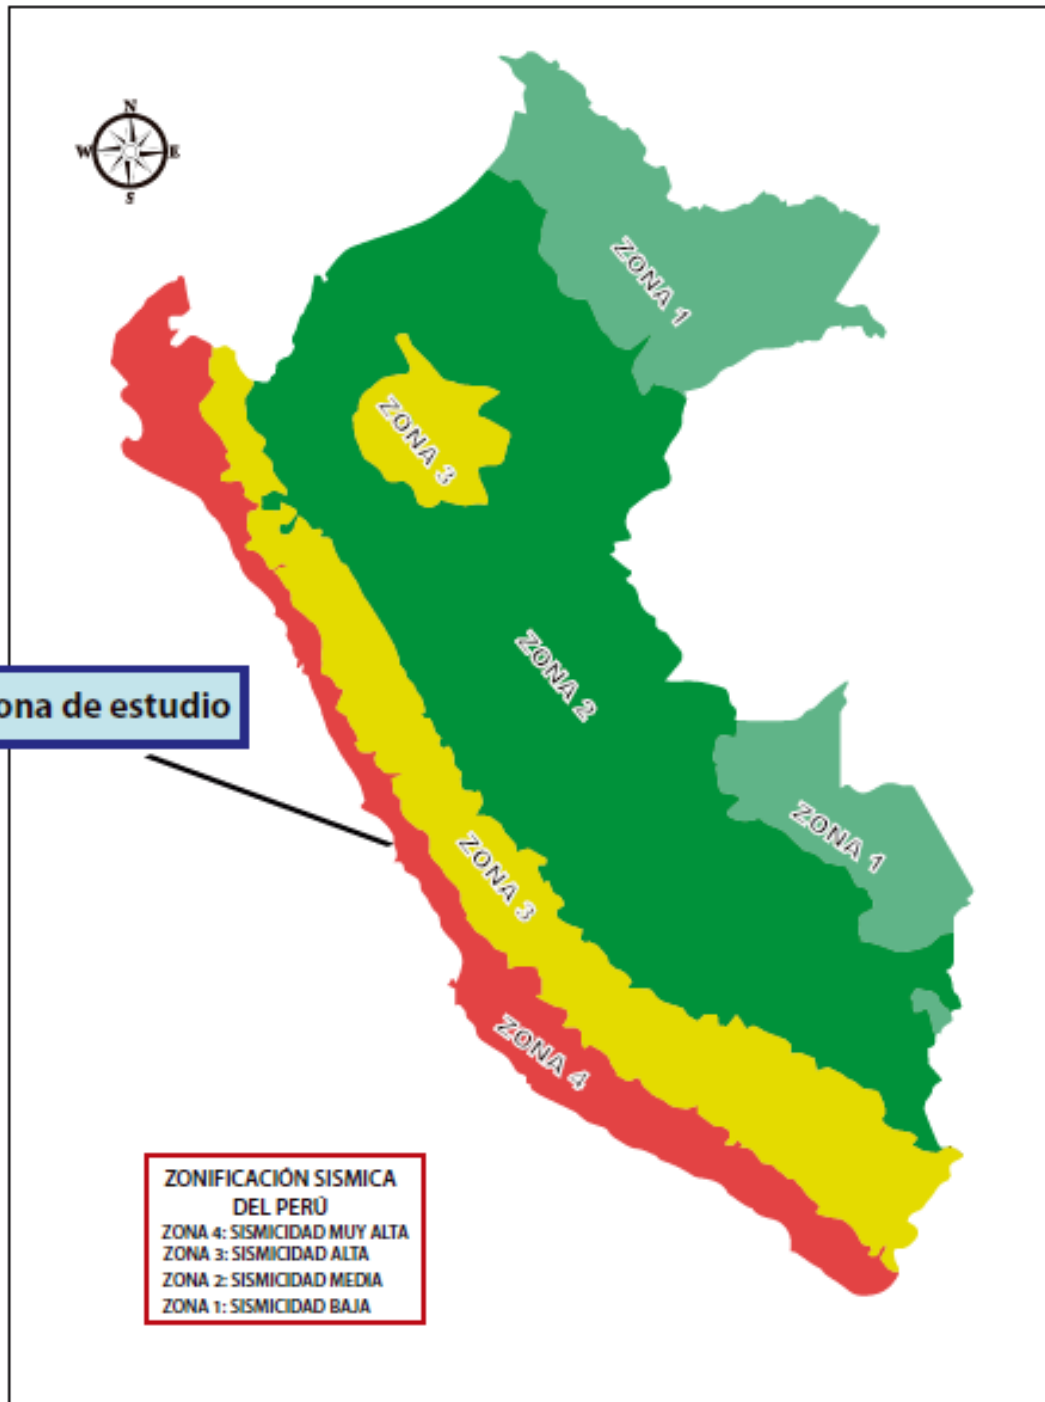 N
W E
S
ZONA 1
ZONA 3
ona de estudio
ZONA 2
ZONA 1
ZONA 3
ZONA 4
ZONIFICACIÓN SISMICA
DEL PERÚ
ZONA 4: SISMICIDAD MUY ALTA
ZONA 3: SISMICIDAD ALTA
ZONA 2: SISMICIDAD MEDIA
ZONA 1: SISMICIDAD BAJA